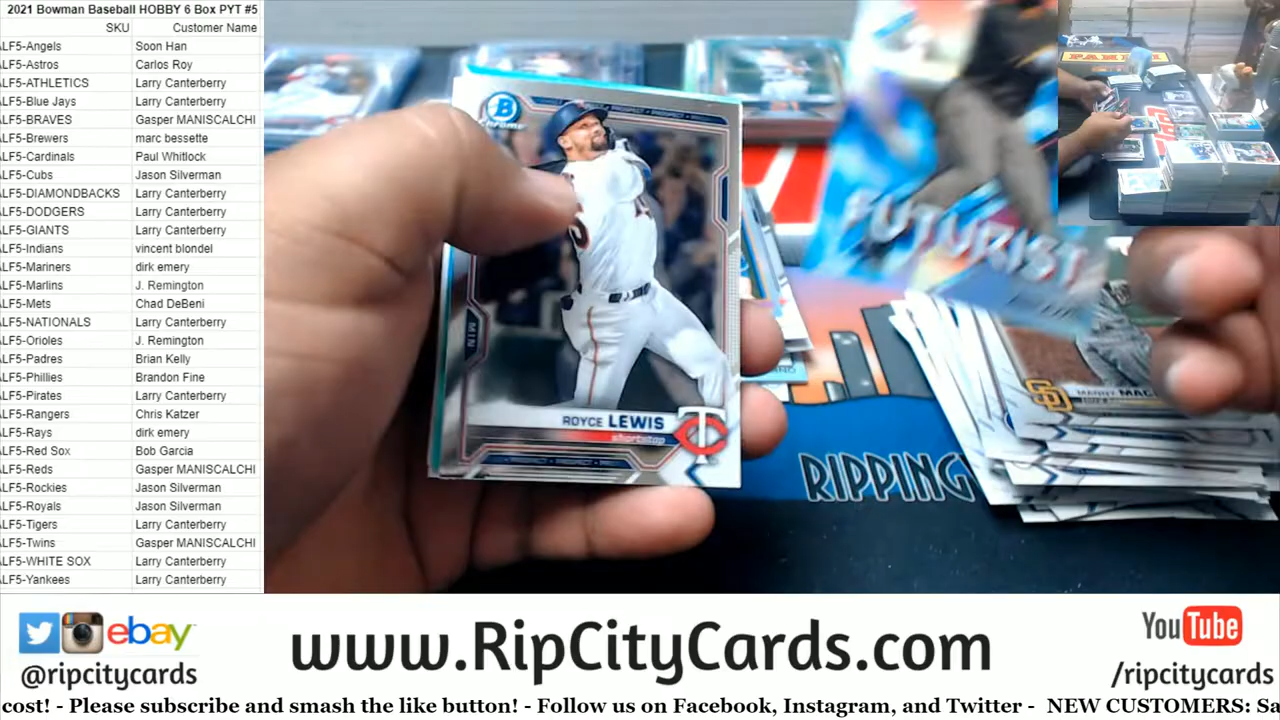 2021 Bowman Baseball HOBBY 6 Box PYT #5
SKU Customer Name
ALF5-Angels Soon Han
ALF5-Astros Carlos Roy
ALF5-ATHLETICS Larry Canterberry
ALF5-Blue Jays Larry Canterberry
ALF5-BRAVES Gasper MANISCALCHI
ALF5-Brewers marc bessette
ALF5-Cardinals Paul Whitlock
ALF5-Cubs Jason Silverman
ALF5-DIAMONDBACKS Larry Canterberry
ALF5-DODGERS Larry Canterberry
ALF5-GIANTS Larry Canterberry
ALF5-Indians vincent blondel
ALF5-Mariners dirk emery
ALF5-Marlins J. Remington
ALF5-Mets Chad DeBeni
ALF5-NATIONALS Larry Canterberry
ALF5-Orioles J. Remington
ALF5-Padres Brian Kelly
ALF5-Phillies Brandon Fine
ALF5-Pirates Larry Canterberry
ALF5-Rangers Chris Katzer
ALF5-Rays dirk emery
ALF5-Red Sox Bob Garcia
ALF5-Reds Gasper MANISCALCHI
ALF5-Rockies Jason Silverman
ALF5-Royals Jason Silverman
ALF5-Tigers Larry Canterberry
ALF5-Twins Gasper MANISCALCHI
ALF5-WHITE SOX Larry Canterberry
ALF5-Yankees Larry Canterberry
B
Chrome
MIN
ROYCE LEWIS
shortstop
FUTURIST
SD
MANNY MAC
RIPPING
PANINI
ebay
@ripcitycards
www.RipCityCards.com
YouTube
/ripcitycards
cost! - Please subscribe and smash the like button! - Follow us on Facebook, Instagram, and Twitter - NEW CUSTOMERS: Sa